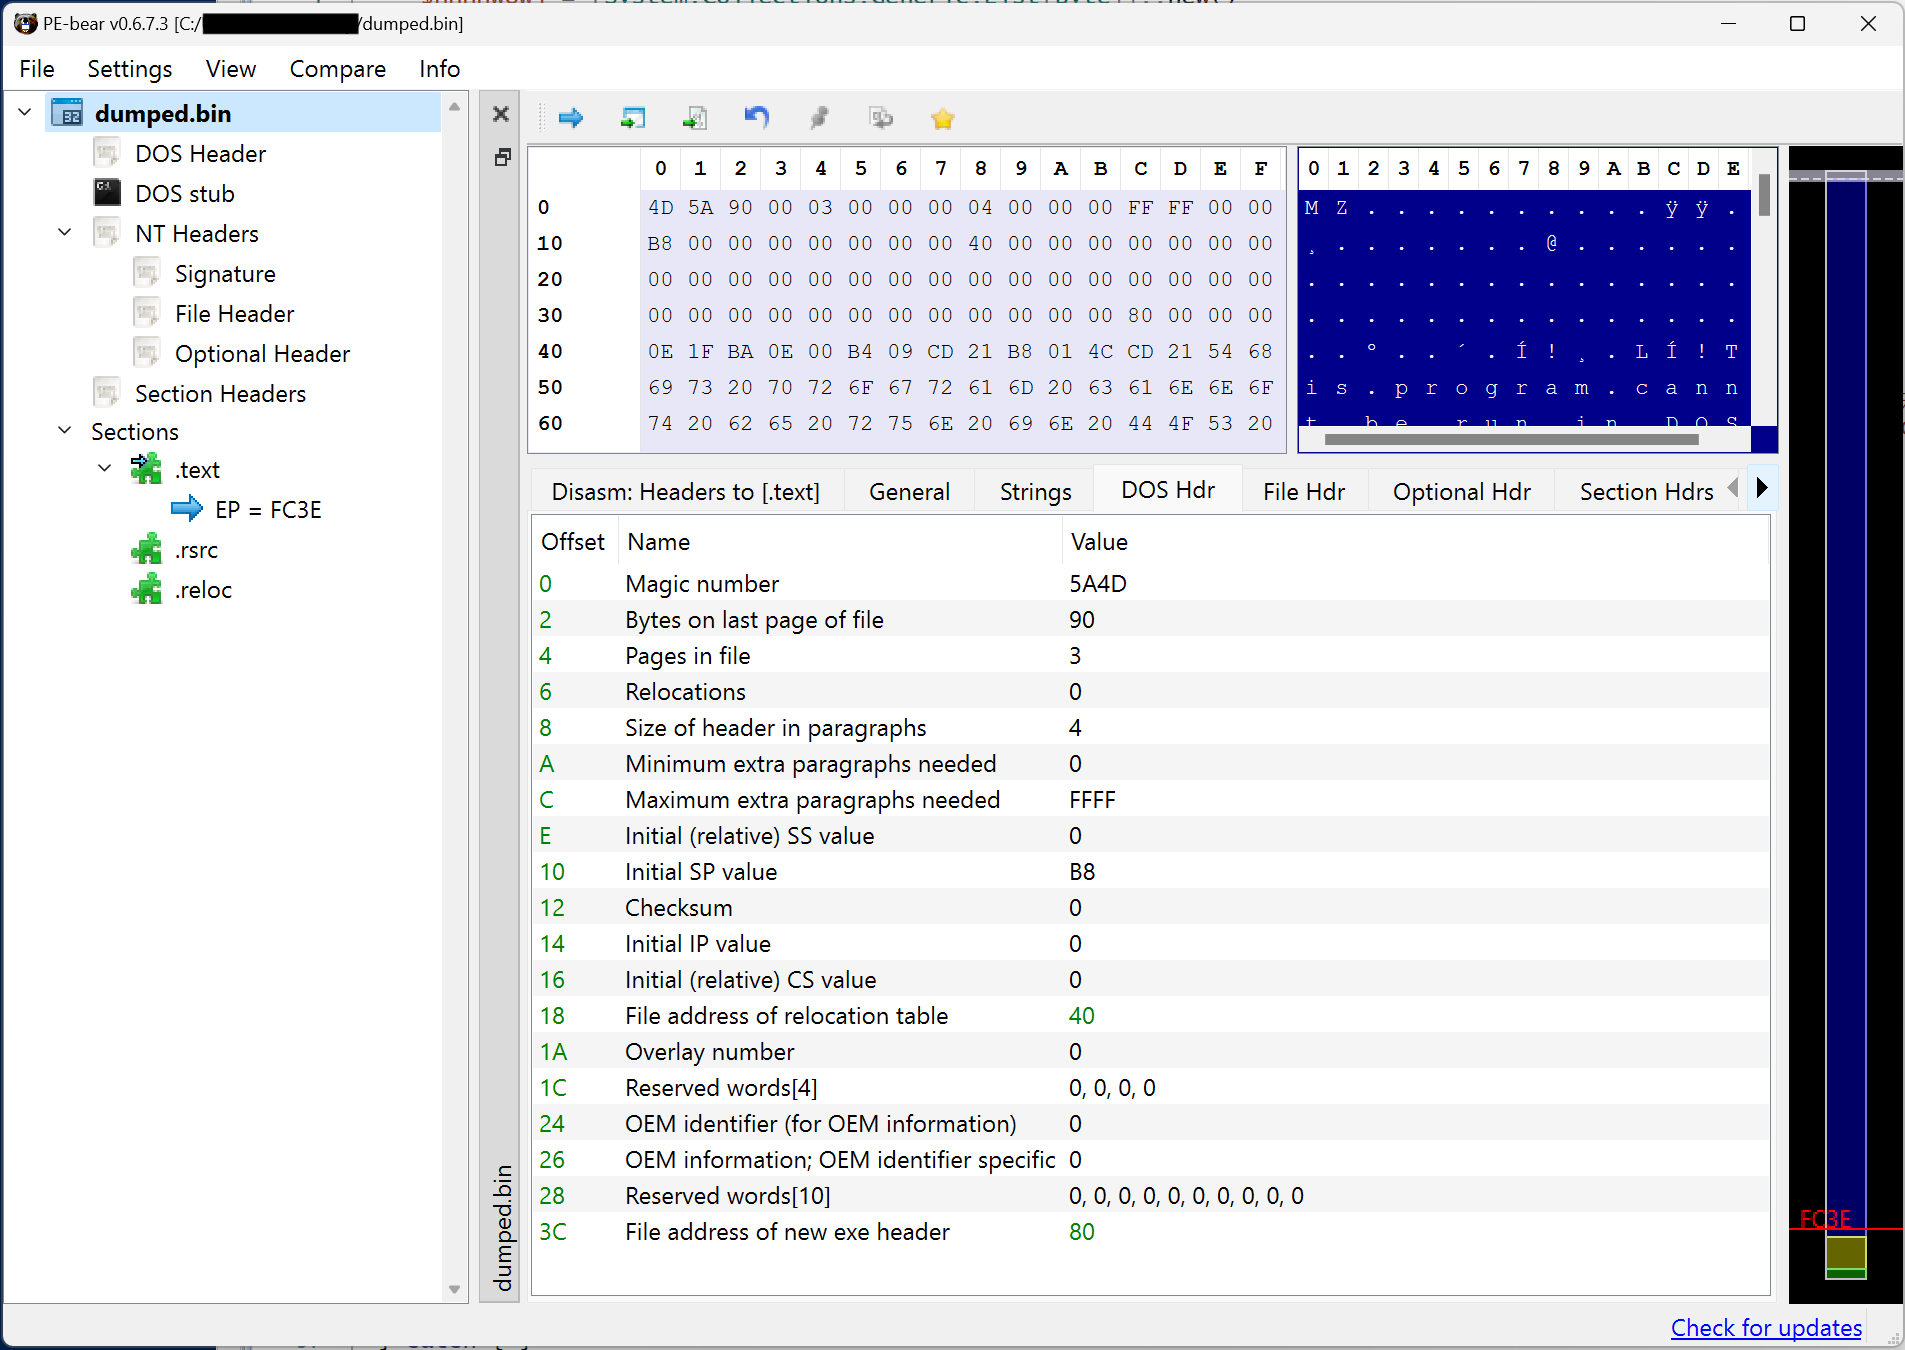 PE-bear v0.6.7.3 [C:/ /dumped.bin]
File Settings View Compare Info
dumped.bin
DOS Header
DOS stub
NT Headers
Signature
File Header
Optional Header
Section Headers
Sections
.text
EP = FC3E
.rsrc
.reloc
dumped.bin
0 1 2 3 4 5 6 7 8 9 A B C D E F
0 4D 5A 90 00 03 00 00 00 04 00 00 00 FF FF 00 00
10 B8 00 00 00 00 00 00 00 40 00 00 00 00 00 00 00
20 00 00 00 00 00 00 00 00 00 00 00 00 00 00 00 00
30 00 00 00 00 00 00 00 00 00 00 00 00 80 00 00 00
40 0E 1F BA 0E 00 B4 09 CD 21 B8 01 4C CD 21 54 68
50 69 73 20 70 72 6F 67 72 61 6D 20 63 61 6E 6E 6F
60 74 20 62 65 20 72 75 6E 20 69 6E 20 44 4F 53 20
0 1 2 3 4 5 6 7 8 9 A B C D E
M Z . . . . . . . . . . ÿ ÿ .
¸ . . . . . . . @ . . . . . .
. . . . . . . . . . . . . . .
. . . . . . . . . . . . . . .
. . º . . ´ . Í ! ¸ . L Í ! T
i s . p r o g r a m . c a n n
t . b e . r u n . i n . D O S
Disasm: Headers to [.text] General Strings DOS Hdr File Hdr Optional Hdr Section Hdrs
Offset Name Value
0 Magic number 5A4D
2 Bytes on last page of file 90
4 Pages in file 3
6 Relocations 0
8 Size of header in paragraphs 4
A Minimum extra paragraphs needed 0
C Maximum extra paragraphs needed FFFF
E Initial (relative) SS value 0
10 Initial SP value B8
12 Checksum 0
14 Initial IP value 0
16 Initial (relative) CS value 0
18 File address of relocation table 40
1A Overlay number 0
1C Reserved words[4] 0, 0, 0, 0
24 OEM identifier (for OEM information) 0
26 OEM information; OEM identifier specific 0
28 Reserved words[10] 0, 0, 0, 0, 0, 0, 0, 0, 0, 0
3C File address of new exe header 80
FC3E
Check for updates